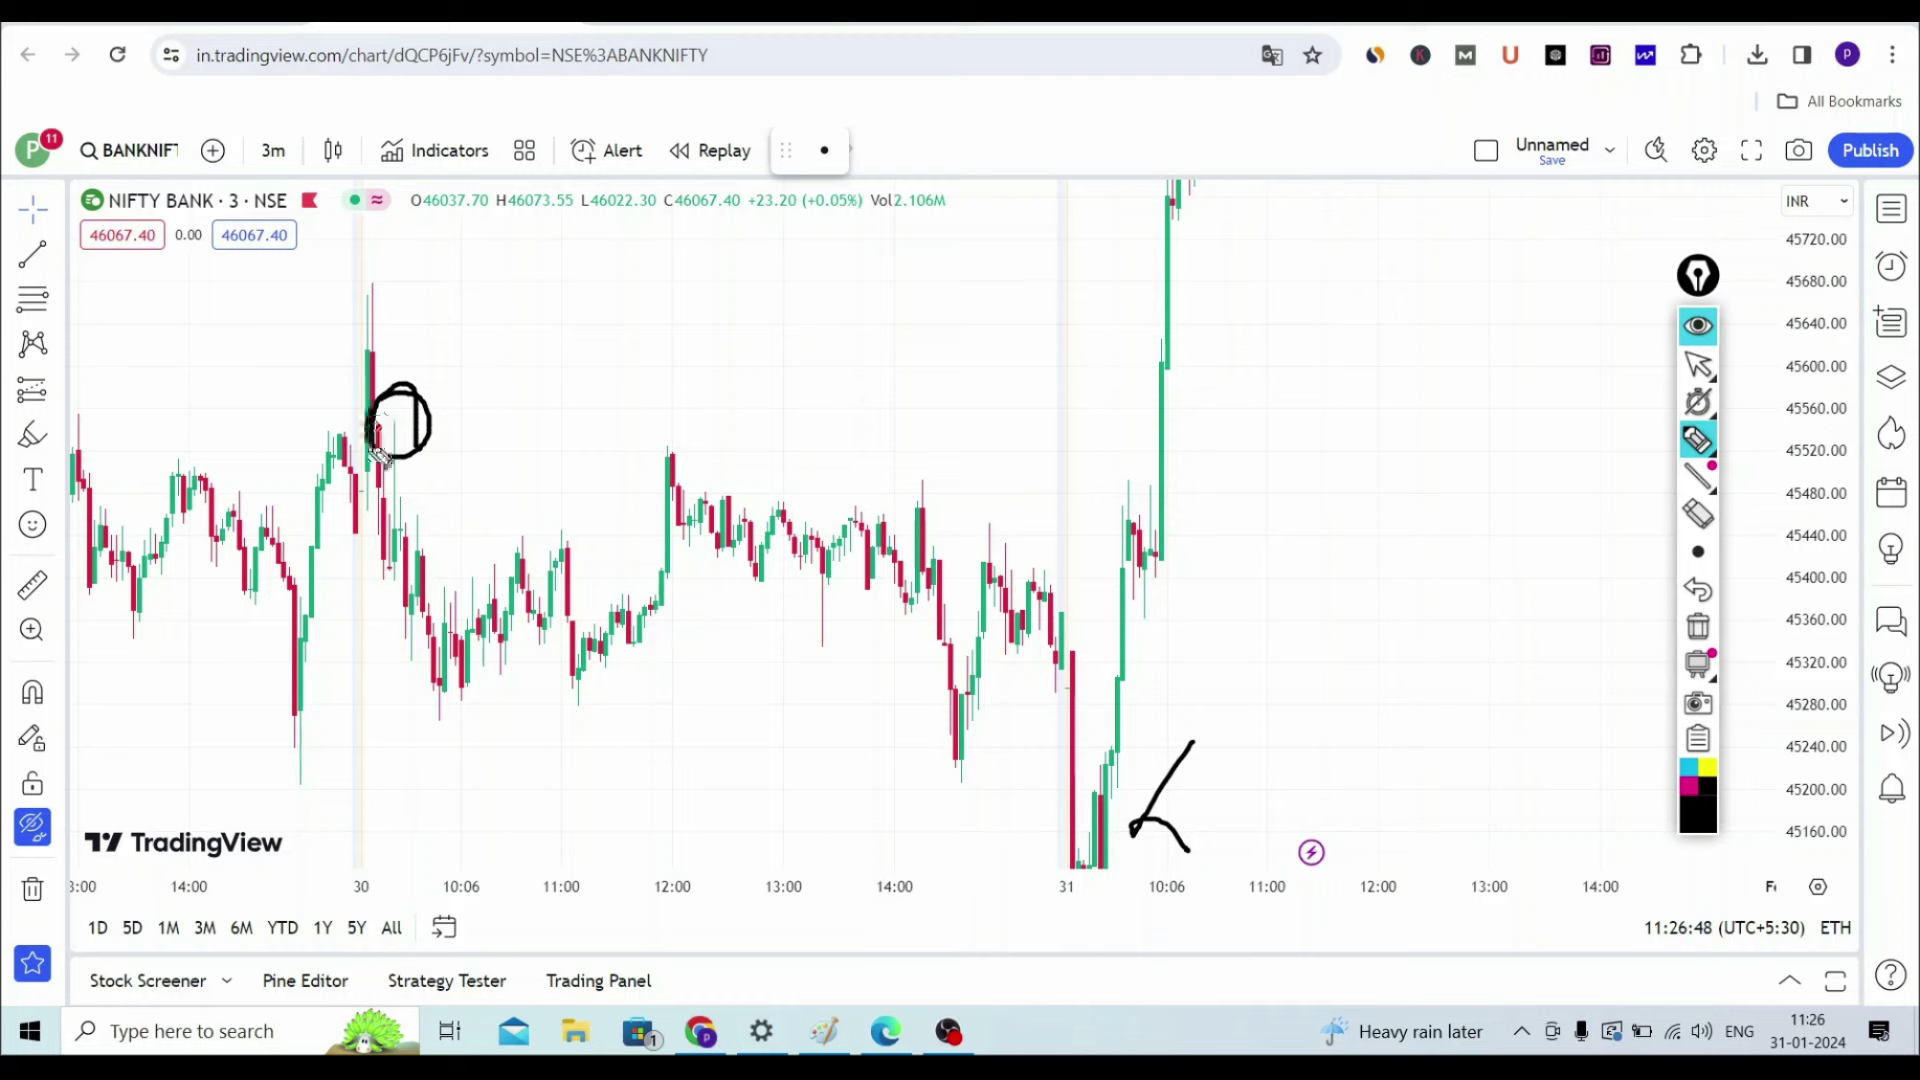 in.tradingview.com/chart/dQCP6jFv/?symbol=NSE%3ABANKNIFTY
K M U P
All Bookmarks
P 11 BANKNIFT 3m Indicators Alert Replay Unnamed Save Publish
NIFTY BANK · 3 · NSE O46037.70 H46073.55 L46022.30 C46067.40 +23.20 (+0.05%) Vol2.106M INR
46067.40 0.00 46067.40
45720.00
45680.00
45640.00
45600.00
45560.00
45520.00
45480.00
45440.00
45400.00
45360.00
45320.00
45280.00
45240.00
45200.00
45160.00
TradingView
14:00 30 10:06 11:00 12:00 13:00 14:00 31 10:06 11:00 12:00 13:00 14:00
1D 5D 1M 3M 6M YTD 1Y 5Y All 11:26:48 (UTC+5:30) ETH
Stock Screener Pine Editor Strategy Tester Trading Panel
Type here to search 1 P Heavy rain later ENG 11:26
31-01-2024